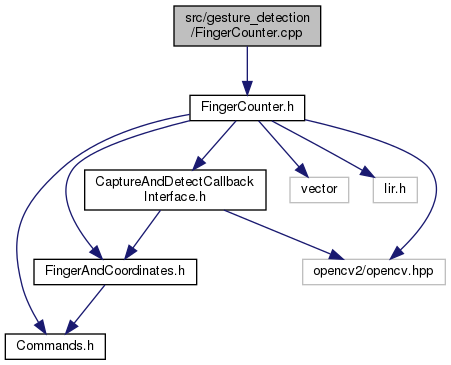 src/gesture_detection
/FingerCounter.cpp
FingerCounter.h
CaptureAndDetectCallback
Interface.h
vector
lir.h
FingerAndCoordinates.h
opencv2/opencv.hpp
Commands.h